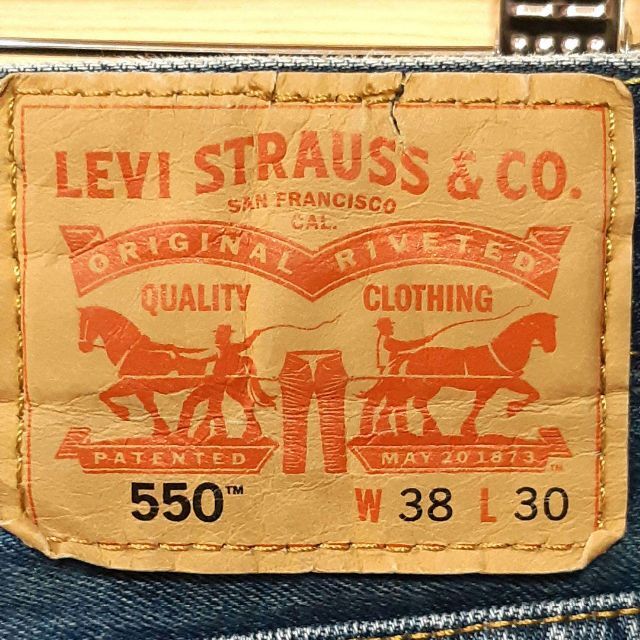 LEVI STRAUSS & CO.
SAN FRANCISCO
CAL.
ORIGINAL RIVETED
QUALITY CLOTHING
PATENTED MAY 20 1873 ™
550™ W 38 L 30